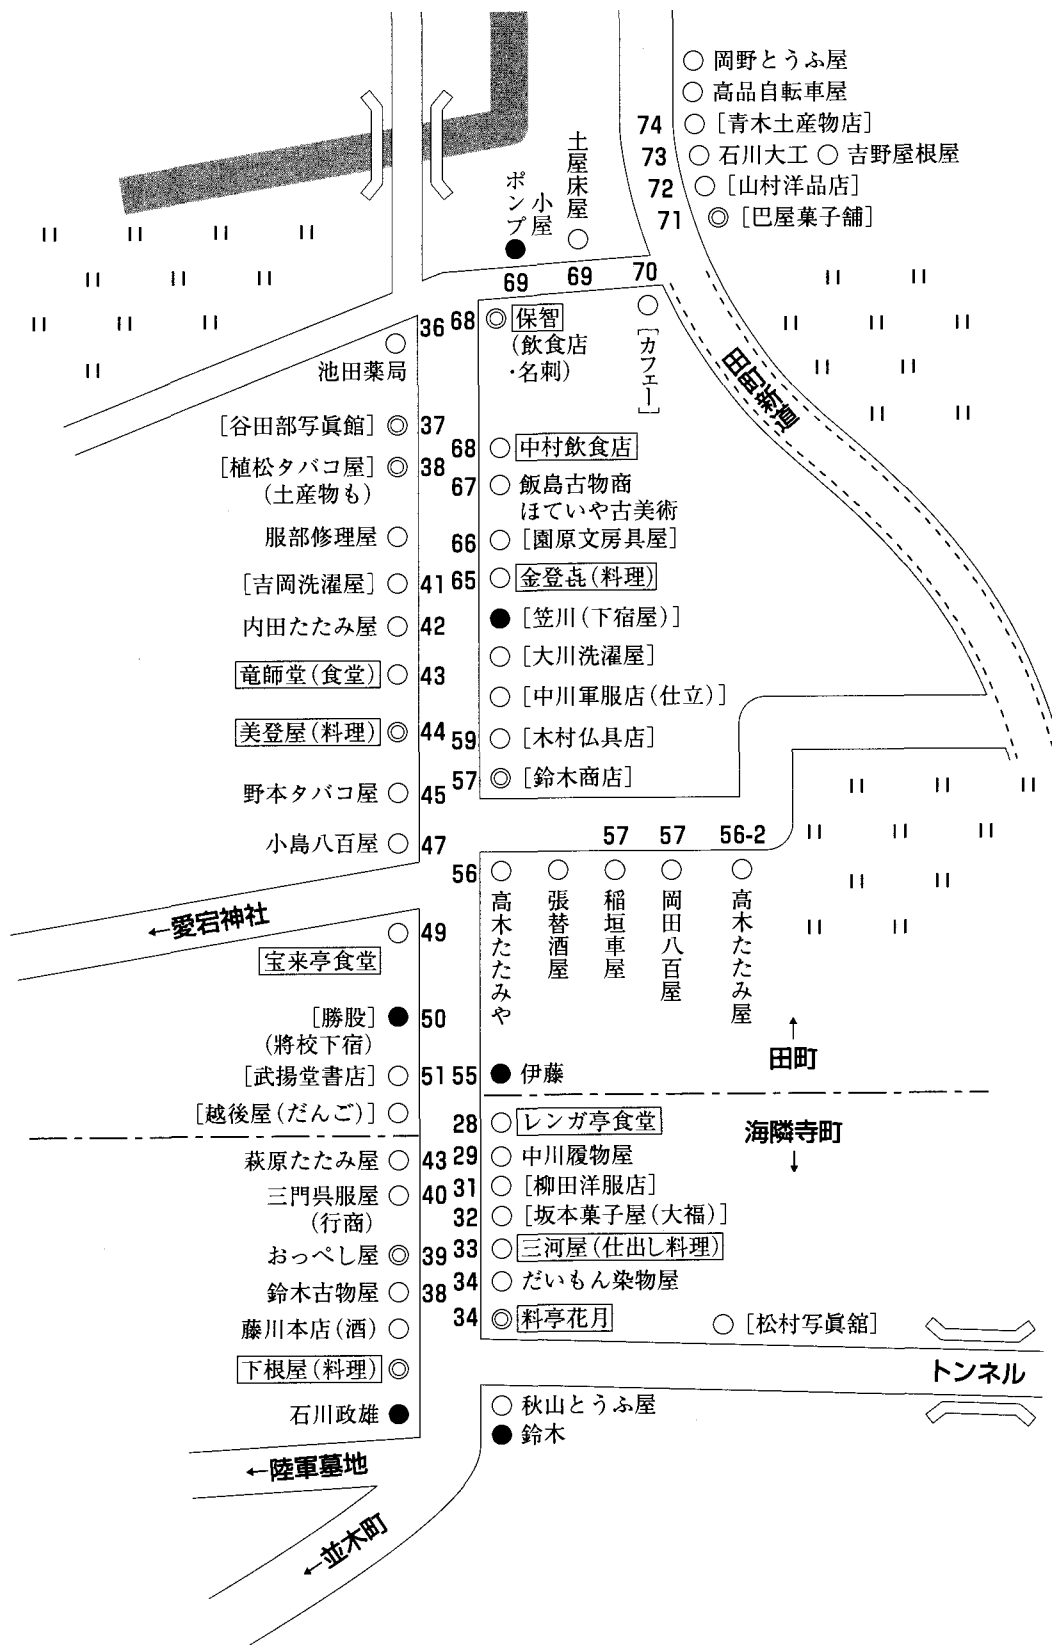 岡野とうふ屋
高品自転車屋
74 [青木土産物店]
73 石川大工 吉野屋根屋
72 [山村洋品店]
71 [巴屋菓子舗]
土屋床屋
ポンプ
小屋
69 69 70
田町新道
[カフェー]
36
池田薬局
68 保智
(飲食店
・名刺)
[谷田部写眞館] 37
[植松タバコ屋] 38
(土産物も)
68 中村飲食店
67 飯島古物商
ほていや古美術
服部修理屋
66 [園原文房具屋]
[吉岡洗濯屋] 41
65 金登㐂(料理)
内田たたみ屋 42
[笠川(下宿屋)]
竜師堂(食堂) 43
[大川洗濯屋]
[中川軍服店(仕立)]
美登屋(料理) 44
59 [木村仏具店]
57 [鈴木商店]
野本タバコ屋 45
小島八百屋 47
57 57 56-2
56
高木たたみや
張替酒屋
稲垣車屋
岡田八百屋
高木たたみ屋
←愛宕神社
49
宝来亭食堂
[勝股] 50
(將校下宿)
↑
田町
[武揚堂書店] 51
55 伊藤
[越後屋(だんご)]
28 レンガ亭食堂
海隣寺町
↓
萩原たたみ屋 43
29 中川履物屋
三門呉服屋 40
(行商)
31 [柳田洋服店]
32 [坂本菓子屋(大福)]
おっぺし屋 39
33 三河屋(仕出し料理)
鈴木古物屋 38
34 だいもん染物屋
藤川本店(酒)
34 料亭花月
[松村写眞舘]
下根屋(料理)
トンネル
石川政雄
秋山とうふ屋
鈴木
←陸軍墓地
←並木町